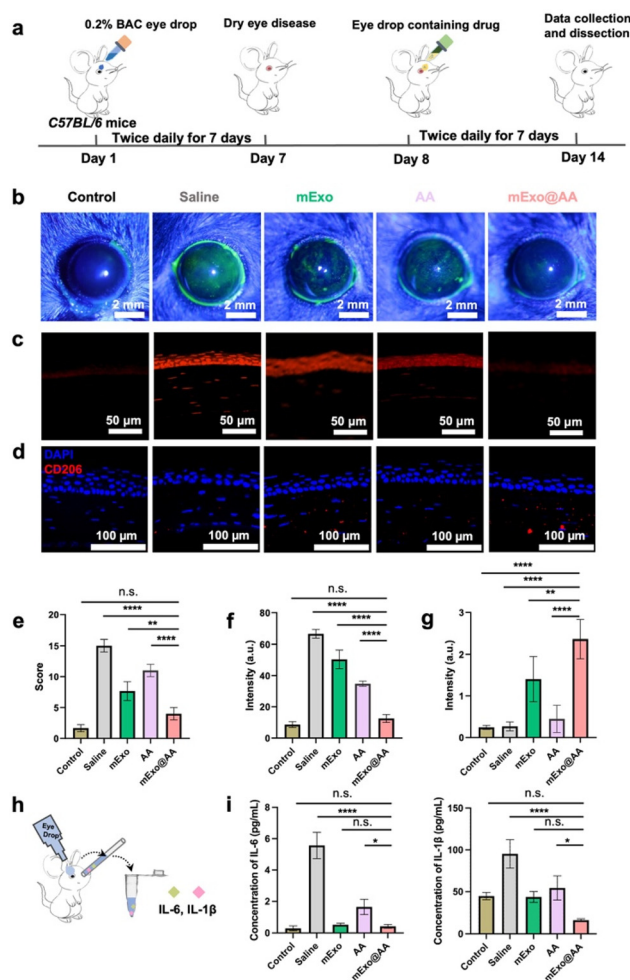 a
0.2% BAC eye drop
Dry eye disease
Eye drop containing drug
Data collection
and dissection
C57BL/6 mice
Twice daily for 7 days
Twice daily for 7 days
Day 1
Day 7
Day 8
Day 14
b
Control
Saline
mExo
AA
mExo@AA
2 mm
2 mm
2 mm
2 mm
2 mm
c
50 µm
50 µm
50 µm
50 µm
50 µm
d
DAPI
CD206
100 µm
100 µm
100 µm
100 µm
100 µm
e
n.s.
****
**
****
Score
20
15
10
5
0
Control
Saline
mExo
AA
mExo@AA
f
n.s.
****
****
****
Intensity (a.u.)
80
60
40
20
0
Control
Saline
mExo
AA
mExo@AA
g
****
****
**
****
Intensity (a.u.)
3
2
1
0
Control
Saline
mExo
AA
mExo@AA
h
Eye
Drop
IL-6, IL-1β
i
n.s.
****
n.s.
*
Concentration of IL-6 (pg/mL)
8
6
4
2
0
Control
Saline
mExo
AA
mExo@AA
n.s.
****
n.s.
*
Concentration of IL-1β (pg/mL)
150
100
50
0
Control
Saline
mExo
AA
mExo@AA